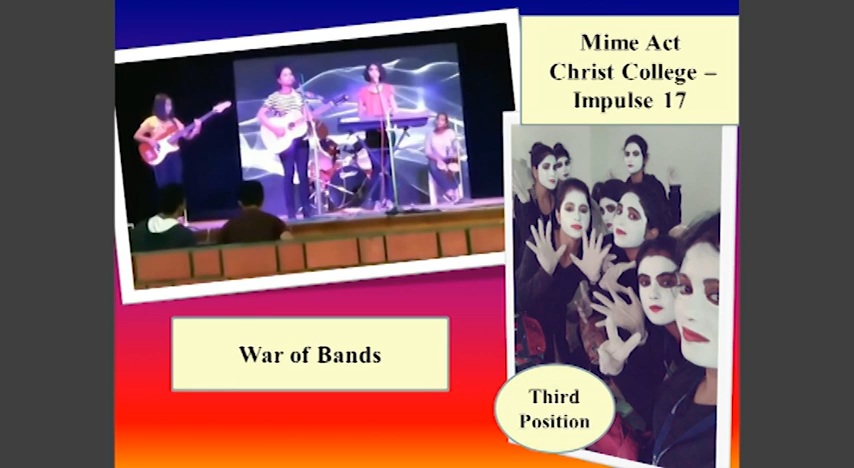 Mime Act
Christ College –
Impulse 17
War of Bands
Third
Position